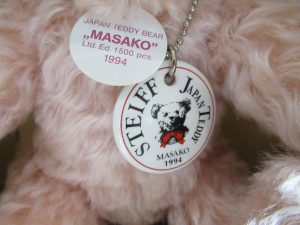 JAPAN TEDDY BEAR
„MASAKO”
Ltd. Ed. 1500 pcs.
1994
STEIFF JAPAN TEDDY
MASAKO
1994